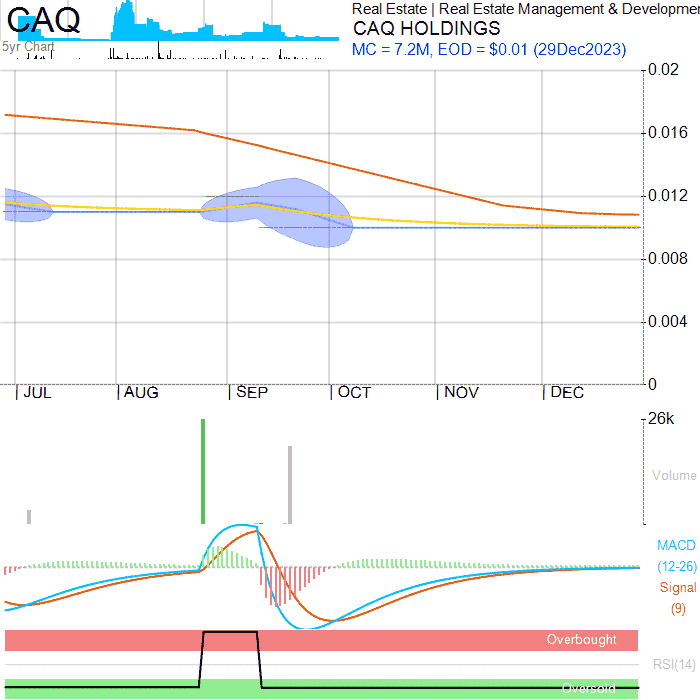 CAQ
5yr Chart
Real Estate | Real Estate Management & Developmen
CAQ HOLDINGS
MC = 7.2M, EOD = $0.01 (29Dec2023)
0.02
0.016
0.012
0.008
0.004
0
JUL AUG SEP OCT NOV DEC
26k
Volume
MACD
(12-26)
Signal
(9)
Overbought
RSI(14)
Oversold